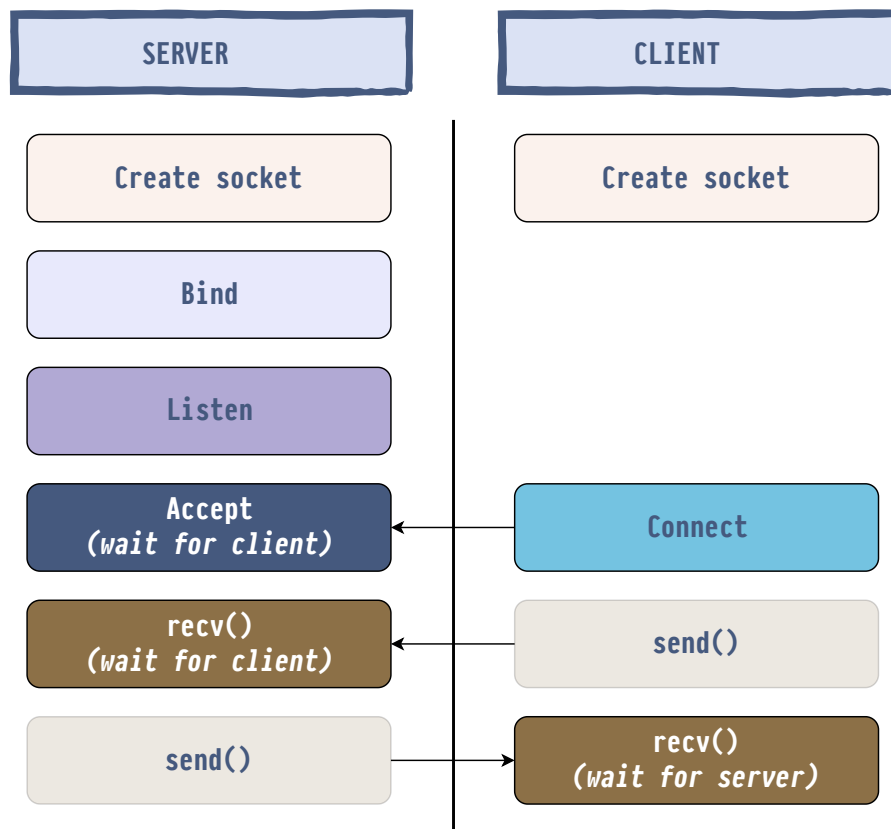 SERVER
CLIENT
Create socket
Create socket
Bind
Listen
Accept
(wait for client)
Connect
recv()
(wait for client)
send()
send()
recv()
(wait for server)